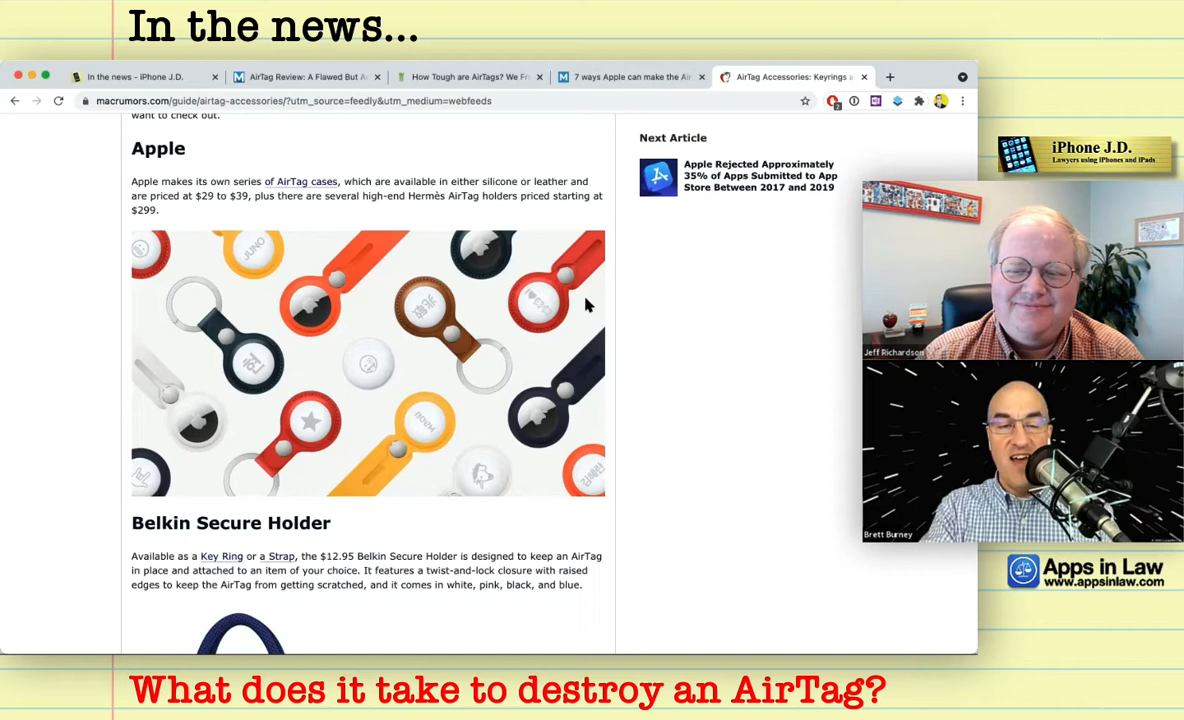 In the news...
In the news - iPhone J.D.
AirTag Review: A Flawed But A
How Tough are AirTags? We Fr
7 ways Apple can make the Air
AirTag Accessories: Keyrings a
macrumors.com/guide/airtag-accessories/?utm_source=feedly&utm_medium=webfeeds
2
want to check out.
Apple
Apple makes its own series of AirTag cases, which are available in either silicone or leather and
are priced at $29 to $39, plus there are several high-end Hermès AirTag holders priced starting at
$299.
JUNO
Belkin Secure Holder
Available as a Key Ring or a Strap, the $12.95 Belkin Secure Holder is designed to keep an AirTag
in place and attached to an item of your choice. It features a twist-and-lock closure with raised
edges to keep the AirTag from getting scratched, and it comes in white, pink, black, and blue.
Next Article
Apple Rejected Approximately
35% of Apps Submitted to App
Store Between 2017 and 2019
iPhone J.D.
Lawyers using iPhones and iPads
Jeff Richardson
Brett Burney
Apps in Law
www.appsinlaw.com
What does it take to destroy an AirTag?